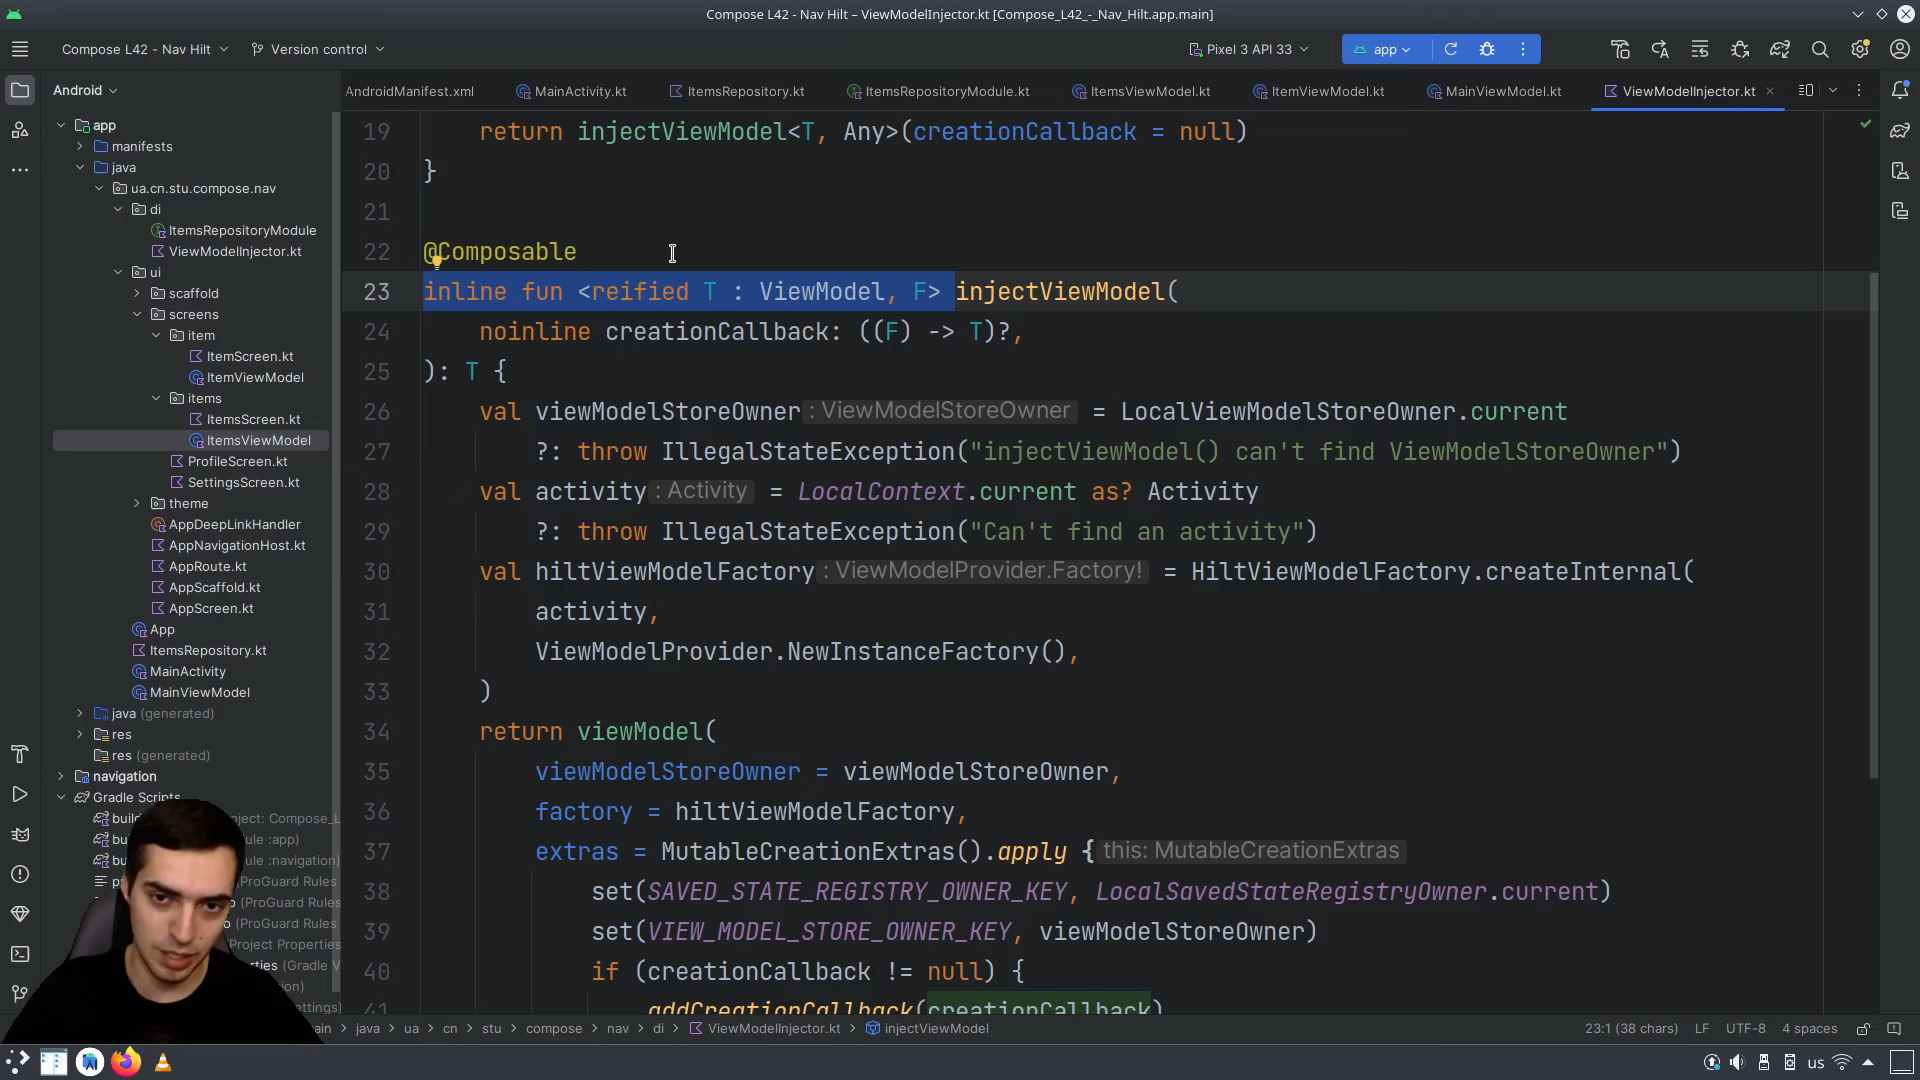 Compose L42 - Nav Hilt – ViewModelInjector.kt [Compose_L42_-_Nav_Hilt.app.main]
Compose L42 - Nav Hilt
Version control
Pixel 3 API 33
app
Android
AndroidManifest.xml
MainActivity.kt
ItemsRepository.kt
ItemsRepositoryModule.kt
ItemsViewModel.kt
ItemViewModel.kt
MainViewModel.kt
ViewModelInjector.kt
app
manifests
java
ua.cn.stu.compose.nav
di
ItemsRepositoryModule
ViewModelInjector.kt
ui
scaffold
screens
item
ItemScreen.kt
ItemViewModel
items
ItemsScreen.kt
ItemsViewModel
ProfileScreen.kt
SettingsScreen.kt
theme
AppDeepLinkHandler
AppNavigationHost.kt
AppRoute.kt
AppScaffold.kt
AppScreen.kt
App
ItemsRepository.kt
MainActivity
MainViewModel
java (generated)
res
res (generated)
navigation
Gradle Scripts
19 return injectViewModel<T, Any>(creationCallback = null)
20 }
21
22 @Composable
23 inline fun <reified T : ViewModel, F> injectViewModel(
24 noinline creationCallback: ((F) -> T)?,
25 ): T {
26 val viewModelStoreOwner : ViewModelStoreOwner = LocalViewModelStoreOwner.current
27 ?: throw IllegalStateException("injectViewModel() can't find ViewModelStoreOwner")
28 val activity : Activity = LocalContext.current as? Activity
29 ?: throw IllegalStateException("Can't find an activity")
30 val hiltViewModelFactory : ViewModelProvider.Factory! = HiltViewModelFactory.createInternal(
31 activity,
32 ViewModelProvider.NewInstanceFactory(),
33 )
34 return viewModel(
35 viewModelStoreOwner = viewModelStoreOwner,
36 factory = hiltViewModelFactory,
37 extras = MutableCreationExtras().apply { this: MutableCreationExtras
38 set(SAVED_STATE_REGISTRY_OWNER_KEY, LocalSavedStateRegistryOwner.current)
39 set(VIEW_MODEL_STORE_OWNER_KEY, viewModelStoreOwner)
40 if (creationCallback != null) {
41 addCreationCallback(creationCallback)
java
ua
cn
stu
compose
nav
di
ViewModelInjector.kt
injectViewModel
23:1 (38 chars)
LF
UTF-8
4 spaces
us